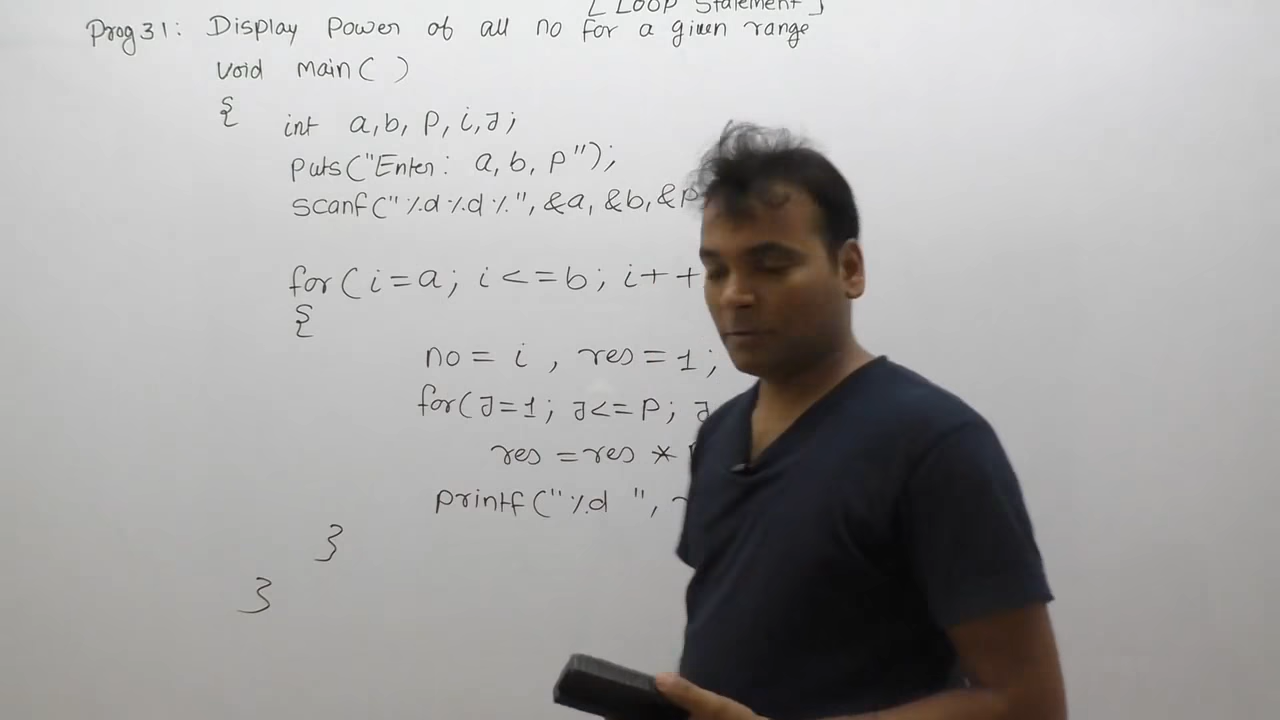 [ Loop Statement ]
Prog 31: Display Power of all no for a given range
void main( )
{
int a,b, P, i,J;
puts("Enter: a, b, P");
scanf("%d%d%", &a, &b, &P
for( i=a; i<=b; i++
{
no = i , res = 1;
for(J=1; J<=P; J
res = res *
printf("%d ",
}
}